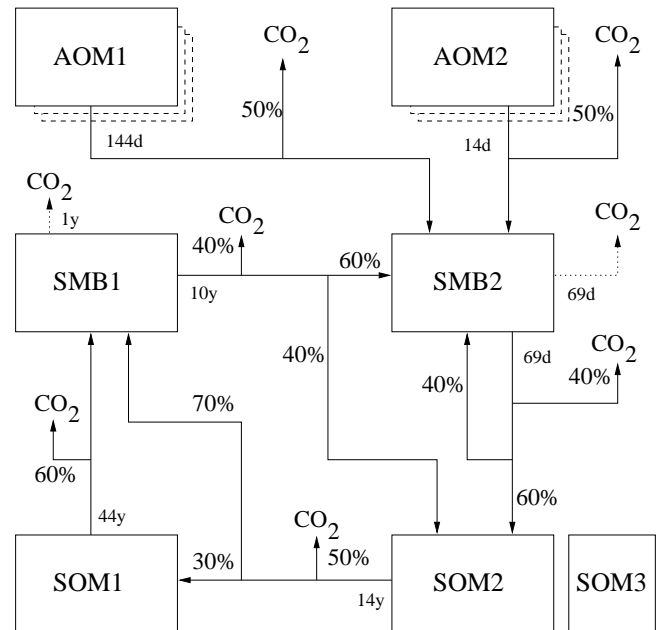 AOM1
CO2
AOM2
CO2
50%
50%
144d
14d
CO2
1y
CO2
40%
60%
CO2
SMB1
SMB2
10y
69d
69d
CO2
40%
40%
40%
CO2
70%
60%
60%
44y
CO2
30%
50%
SOM1
SOM2
SOM3
14y